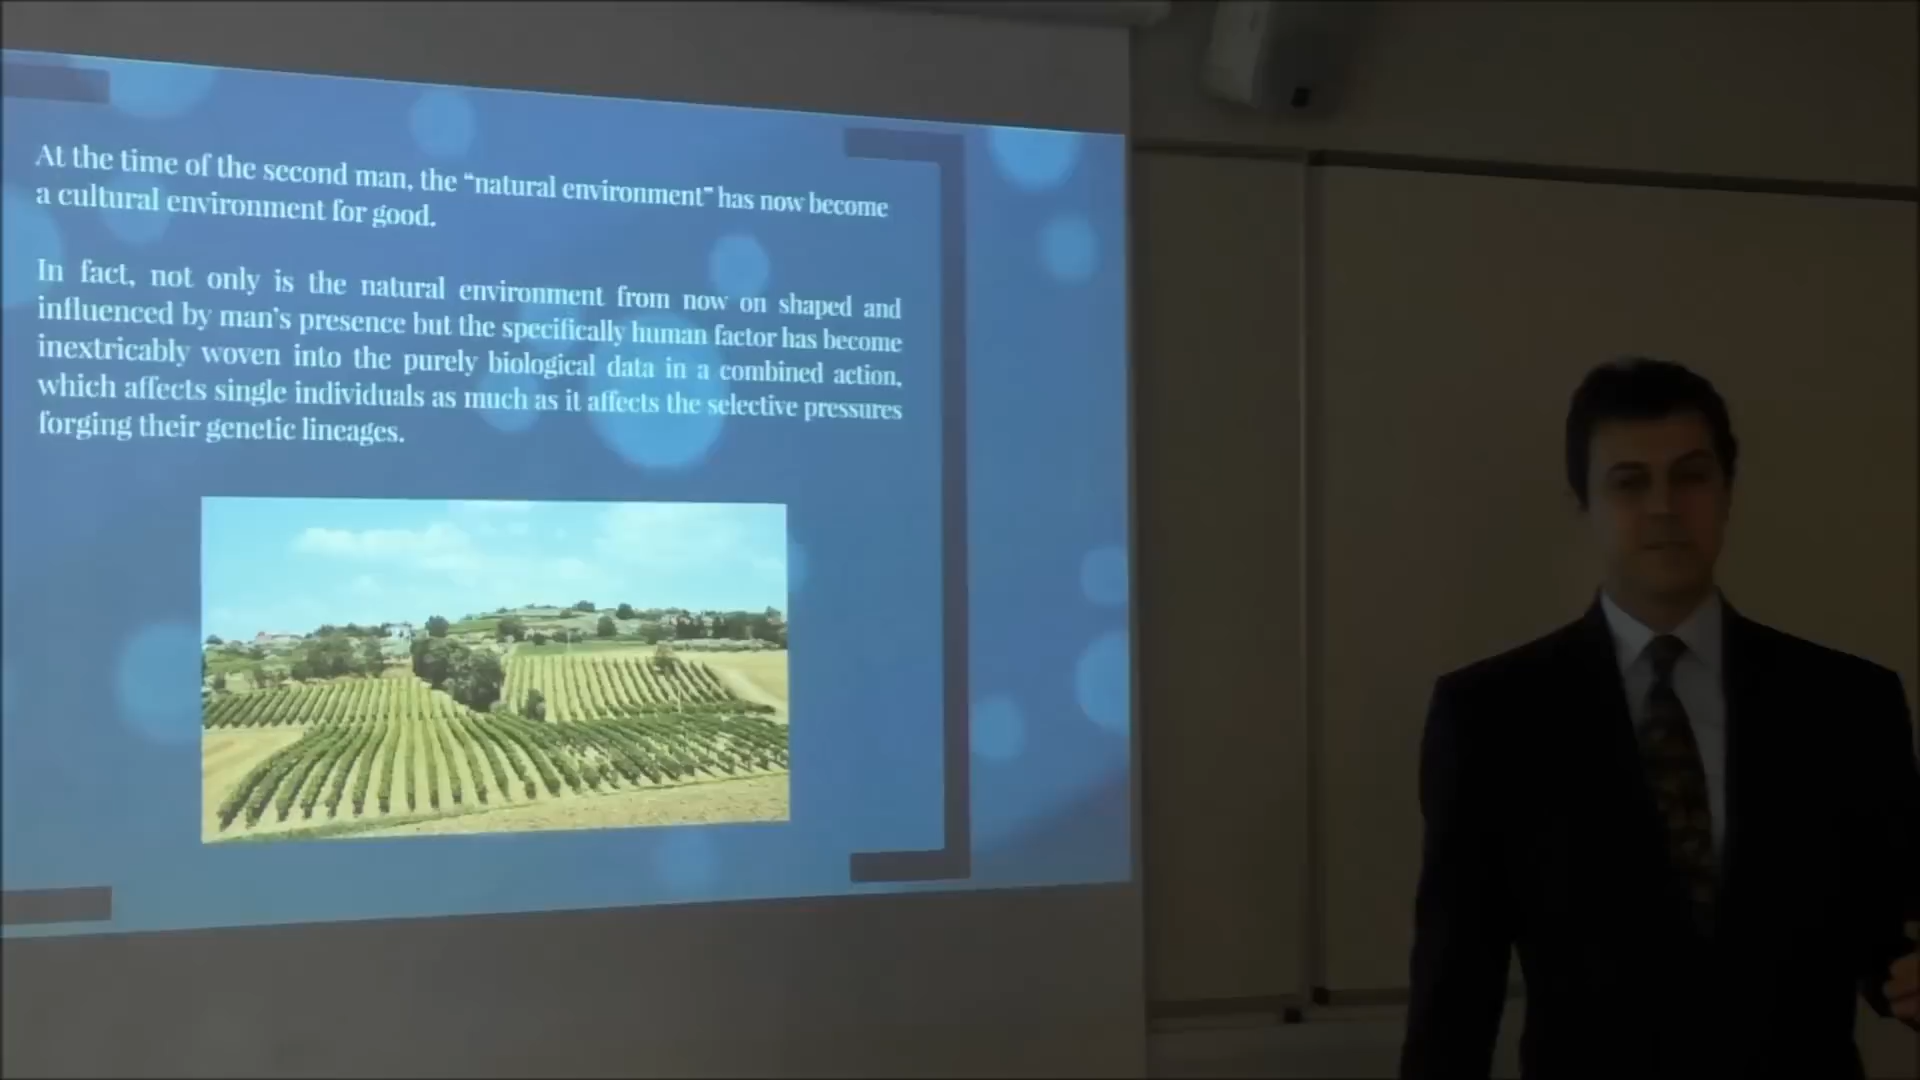 At the time of the second man, the “natural environment” has now become
a cultural environment for good.
In fact, not only is the natural environment from now on shaped and
influenced by man’s presence but the specifically human factor has become
inextricably woven into the purely biological data in a combined action,
which affects single individuals as much as it affects the selective pressures
forging their genetic lineages.